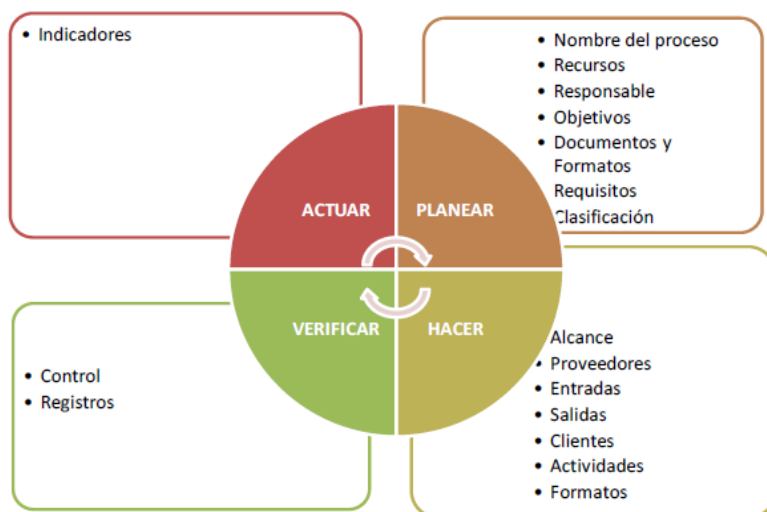 • Indicadores
• Nombre del proceso
• Recursos
• Responsable
• Objetivos
• Documentos y
Formatos
Requisitos
Clasificación
ACTUAR
PLANEAR
VERIFICAR
HACER
• Control
• Registros
Alcance
• Proveedores
• Entradas
• Salidas
• Clientes
• Actividades
• Formatos